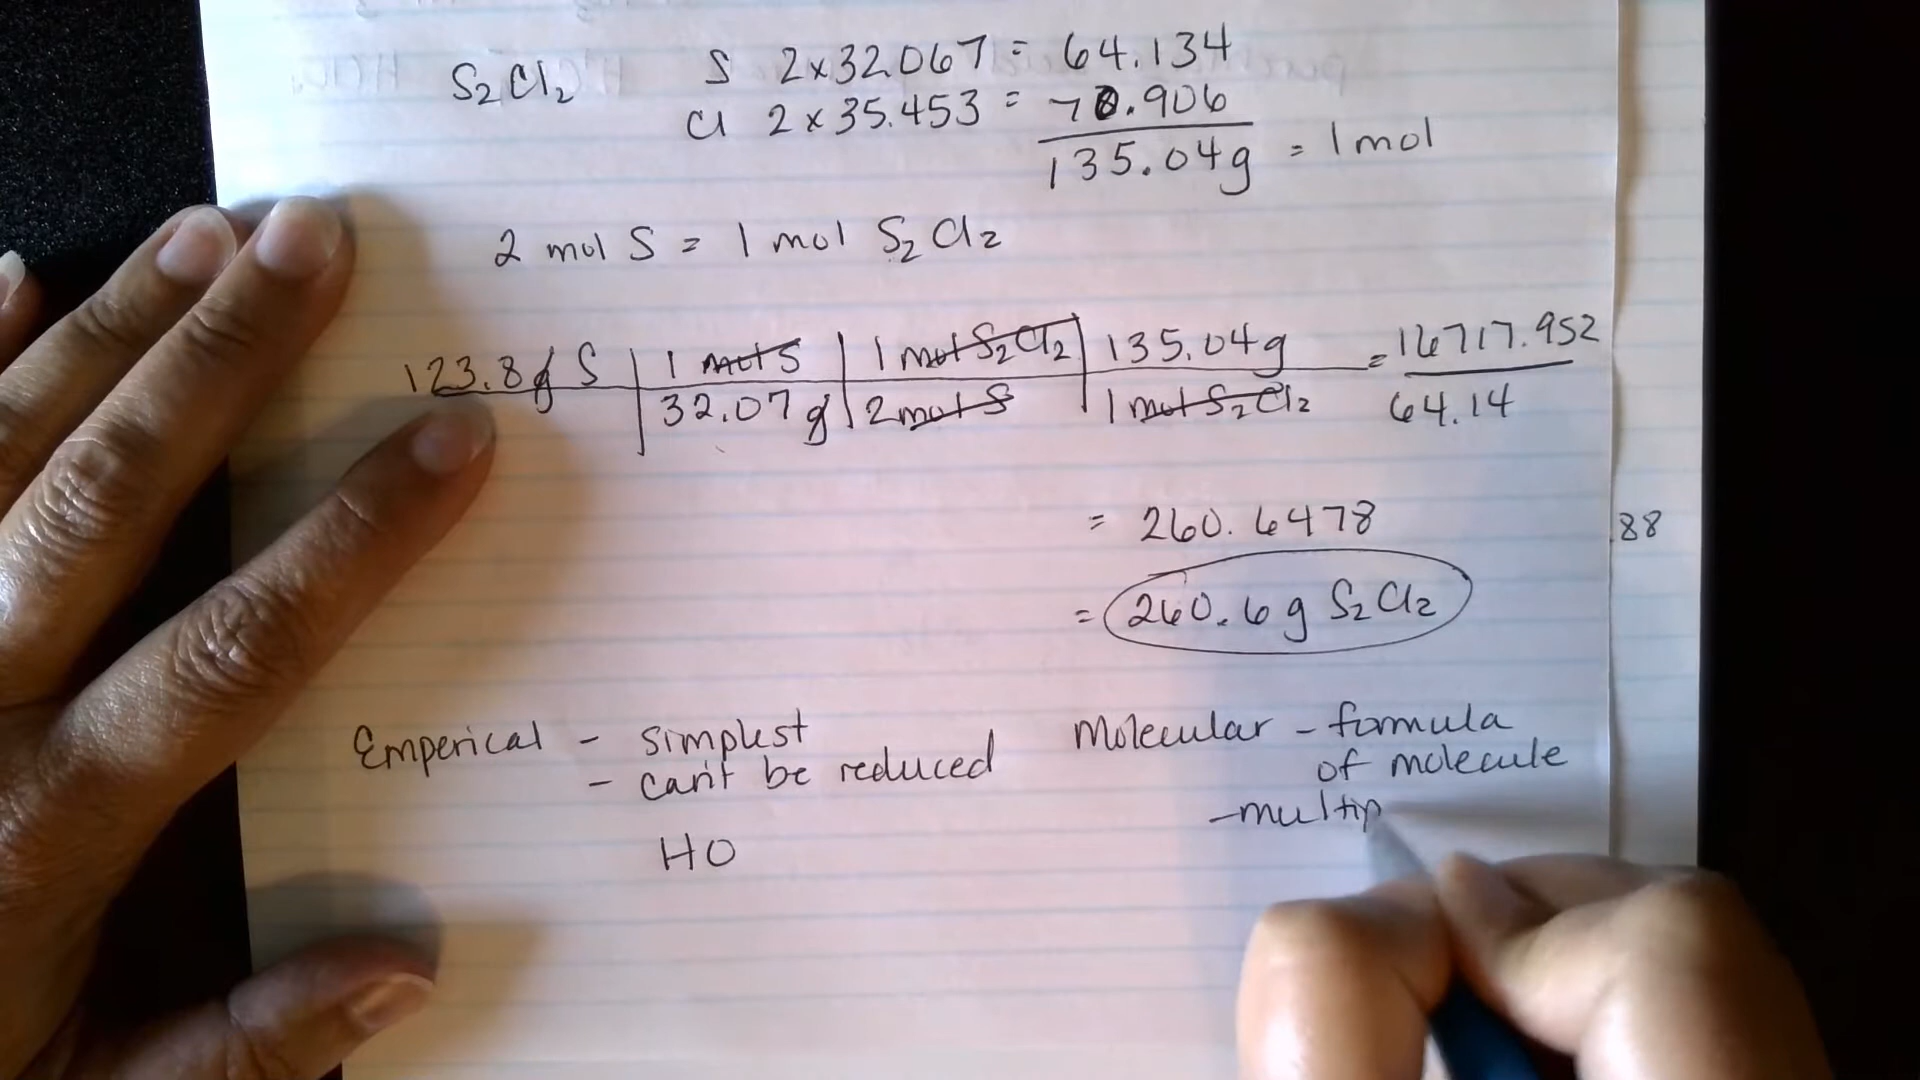 S₂Cl₂ S 2x32.067 = 64.134
Cl 2x35.453 = 70.906
135.04g = 1mol
2 mol S = 1 mol S₂Cl₂
123.8g S | 1 mol S | 1 mol S₂Cl₂ | 135.04g = 16717.952
32.07g | 2 mol S | 1 mol S₂Cl₂ 64.14
= 260.6478
88
= 260.6g S₂Cl₂
Emperical - simplest
- can't be reduced
HO
Molecular - formula
of molecule
- multip